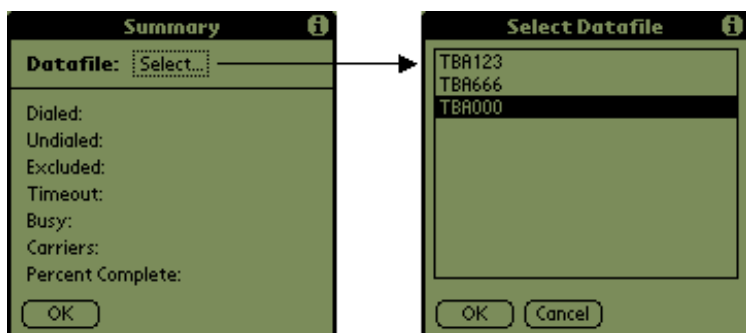 Summary
Datafile: Select...
Dialed:
Undialed:
Excluded:
Timeout:
Busy:
Carriers:
Percent Complete:
OK
Select Datafile
TBA123
TBA666
TBA000
OK Cancel